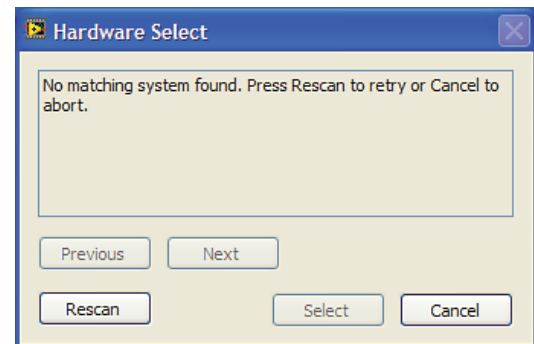 Hardware Select
No matching system found. Press Rescan to retry or Cancel to
abort.
Previous Next
Rescan Select Cancel